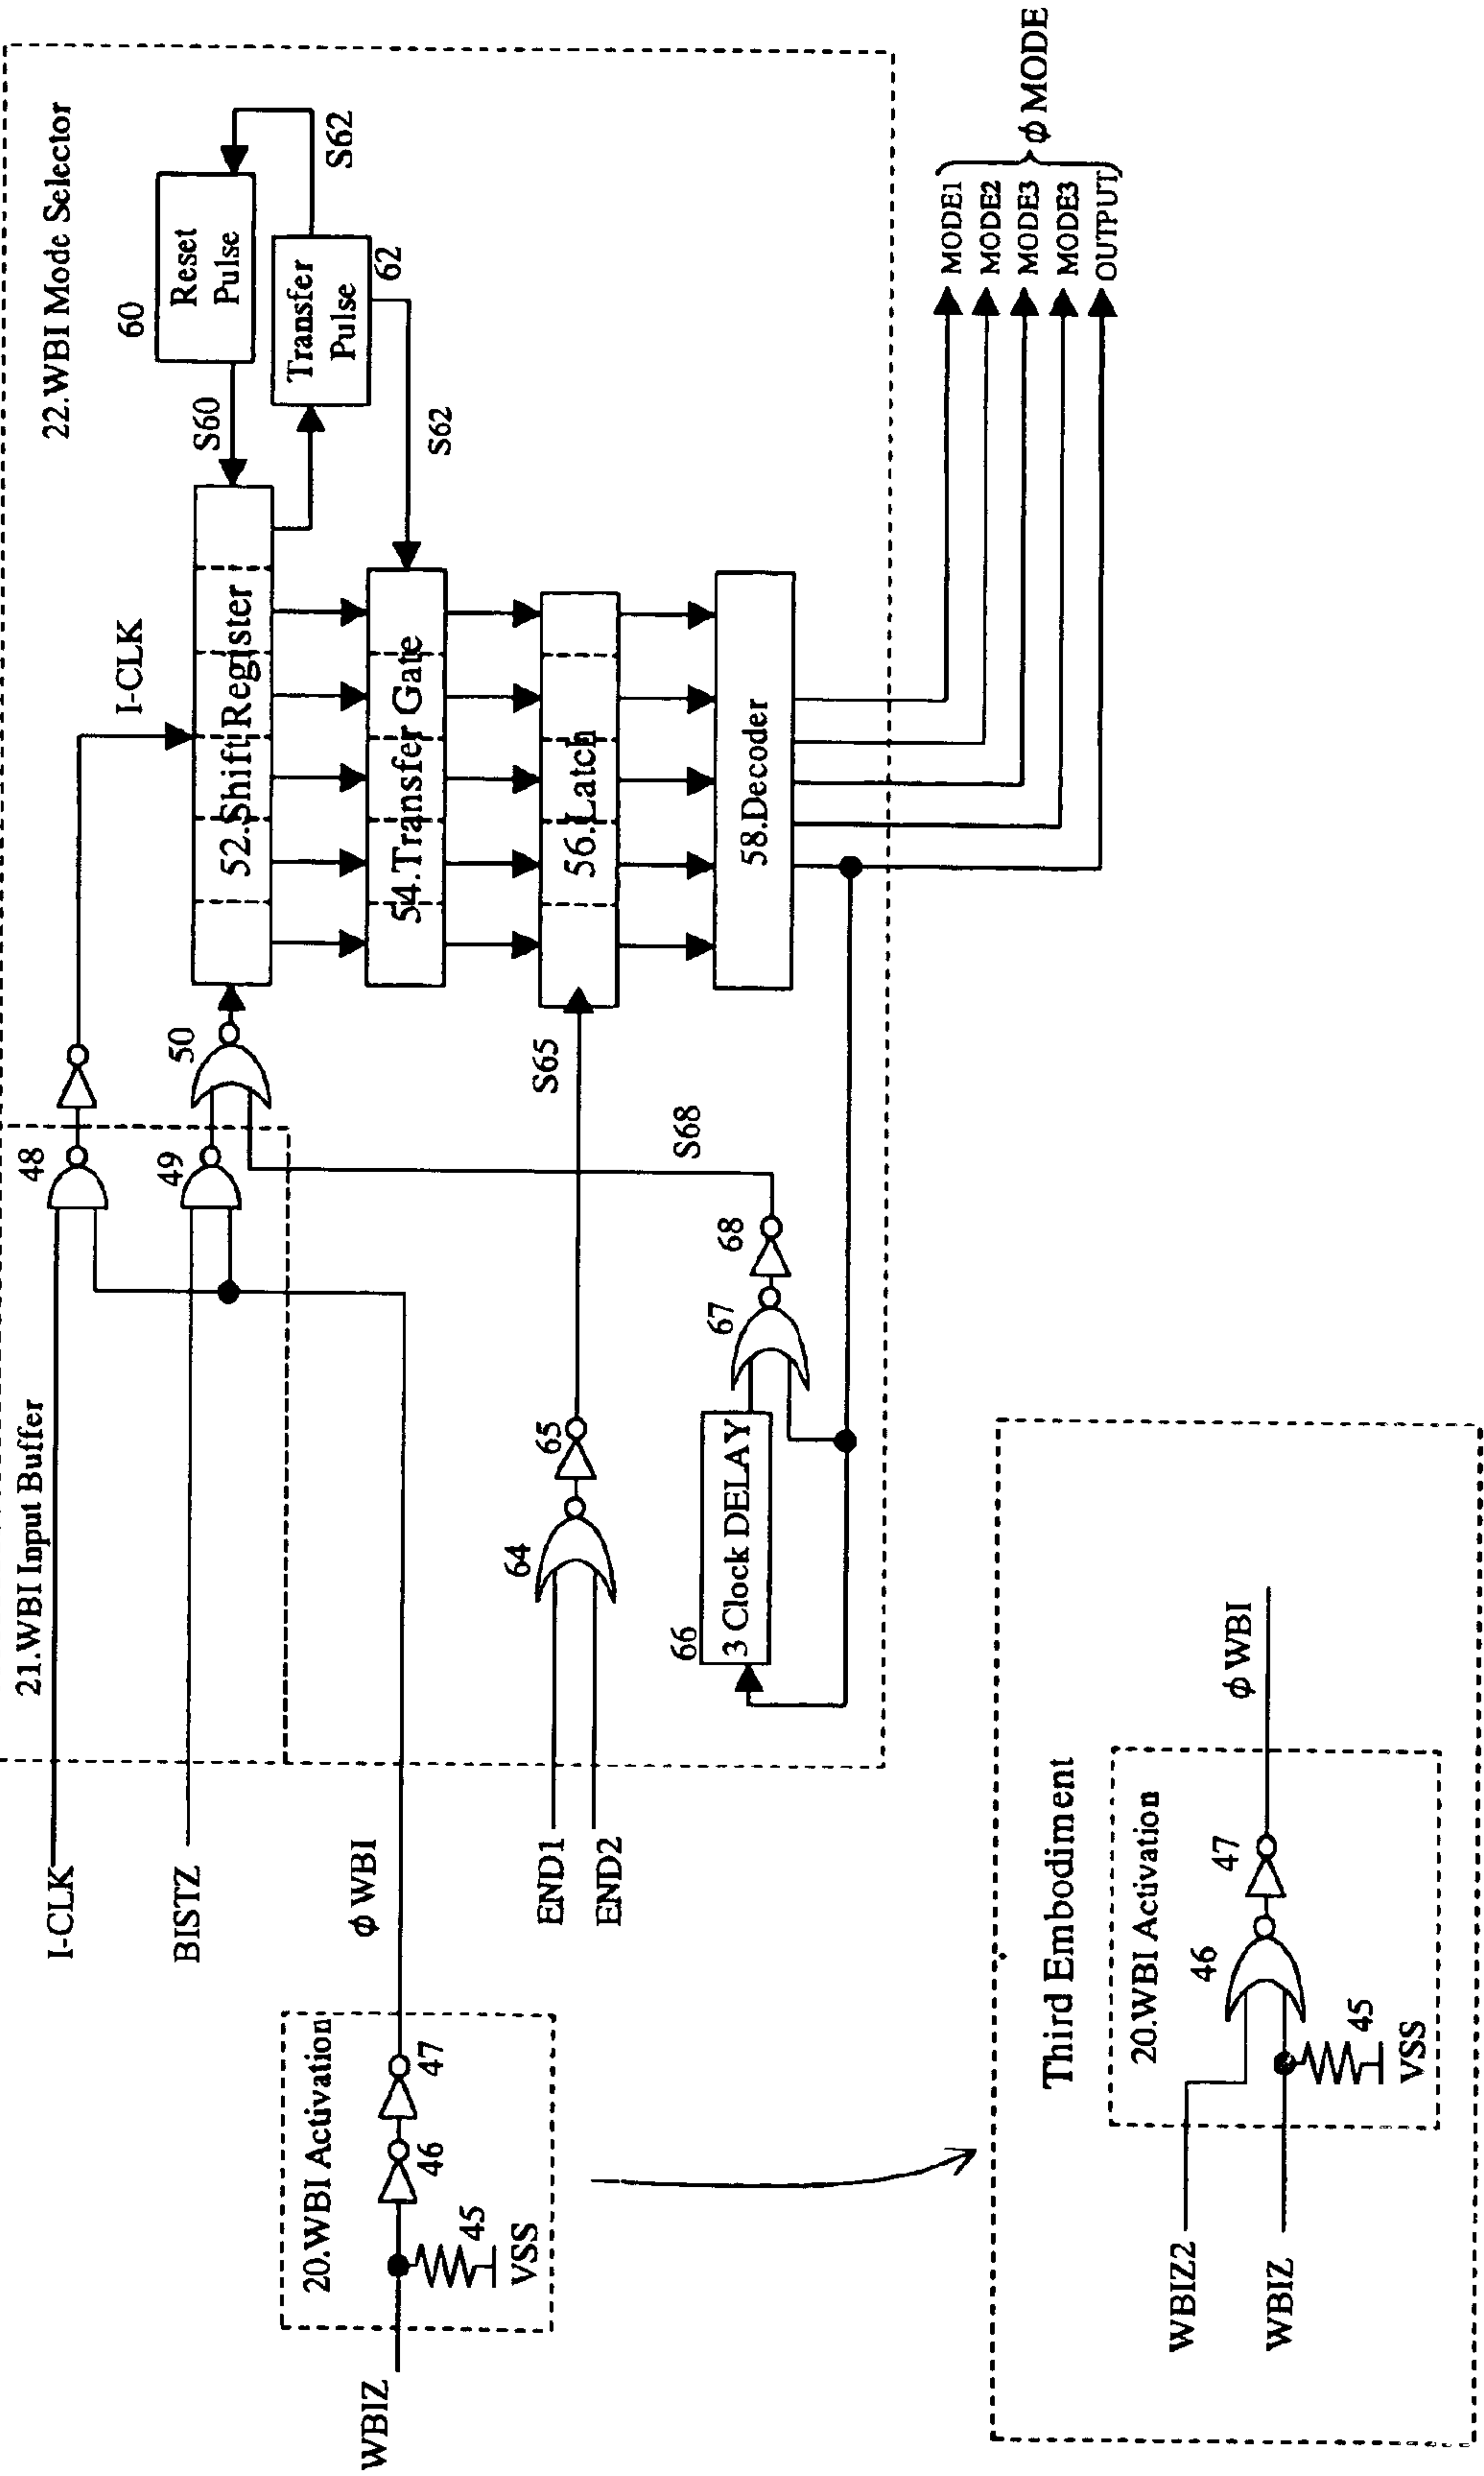 22.WBI Mode Selector
21.WBI Input Buffer
I-CLK
48
I-CLK
BISTZ
49
50
52.Shift Register
S60
60
Reset
Pulse
S62
Transfer
Pulse
62
S62
54.Transfer Gate
56.Latch
58.Decoder
S65
S68
WBIZ
20.WBI Activation
45
VSS
46
47
ϕ WBI
END1
END2
64
65
66
3 Clock DELAY
67
68
MODE1
MODE2
MODE3
MODE3
OUTPUT
ϕ MODE
Third Embodiment
20.WBI Activation
WBIZ2
WBIZ
45
VSS
46
47
ϕ WBI